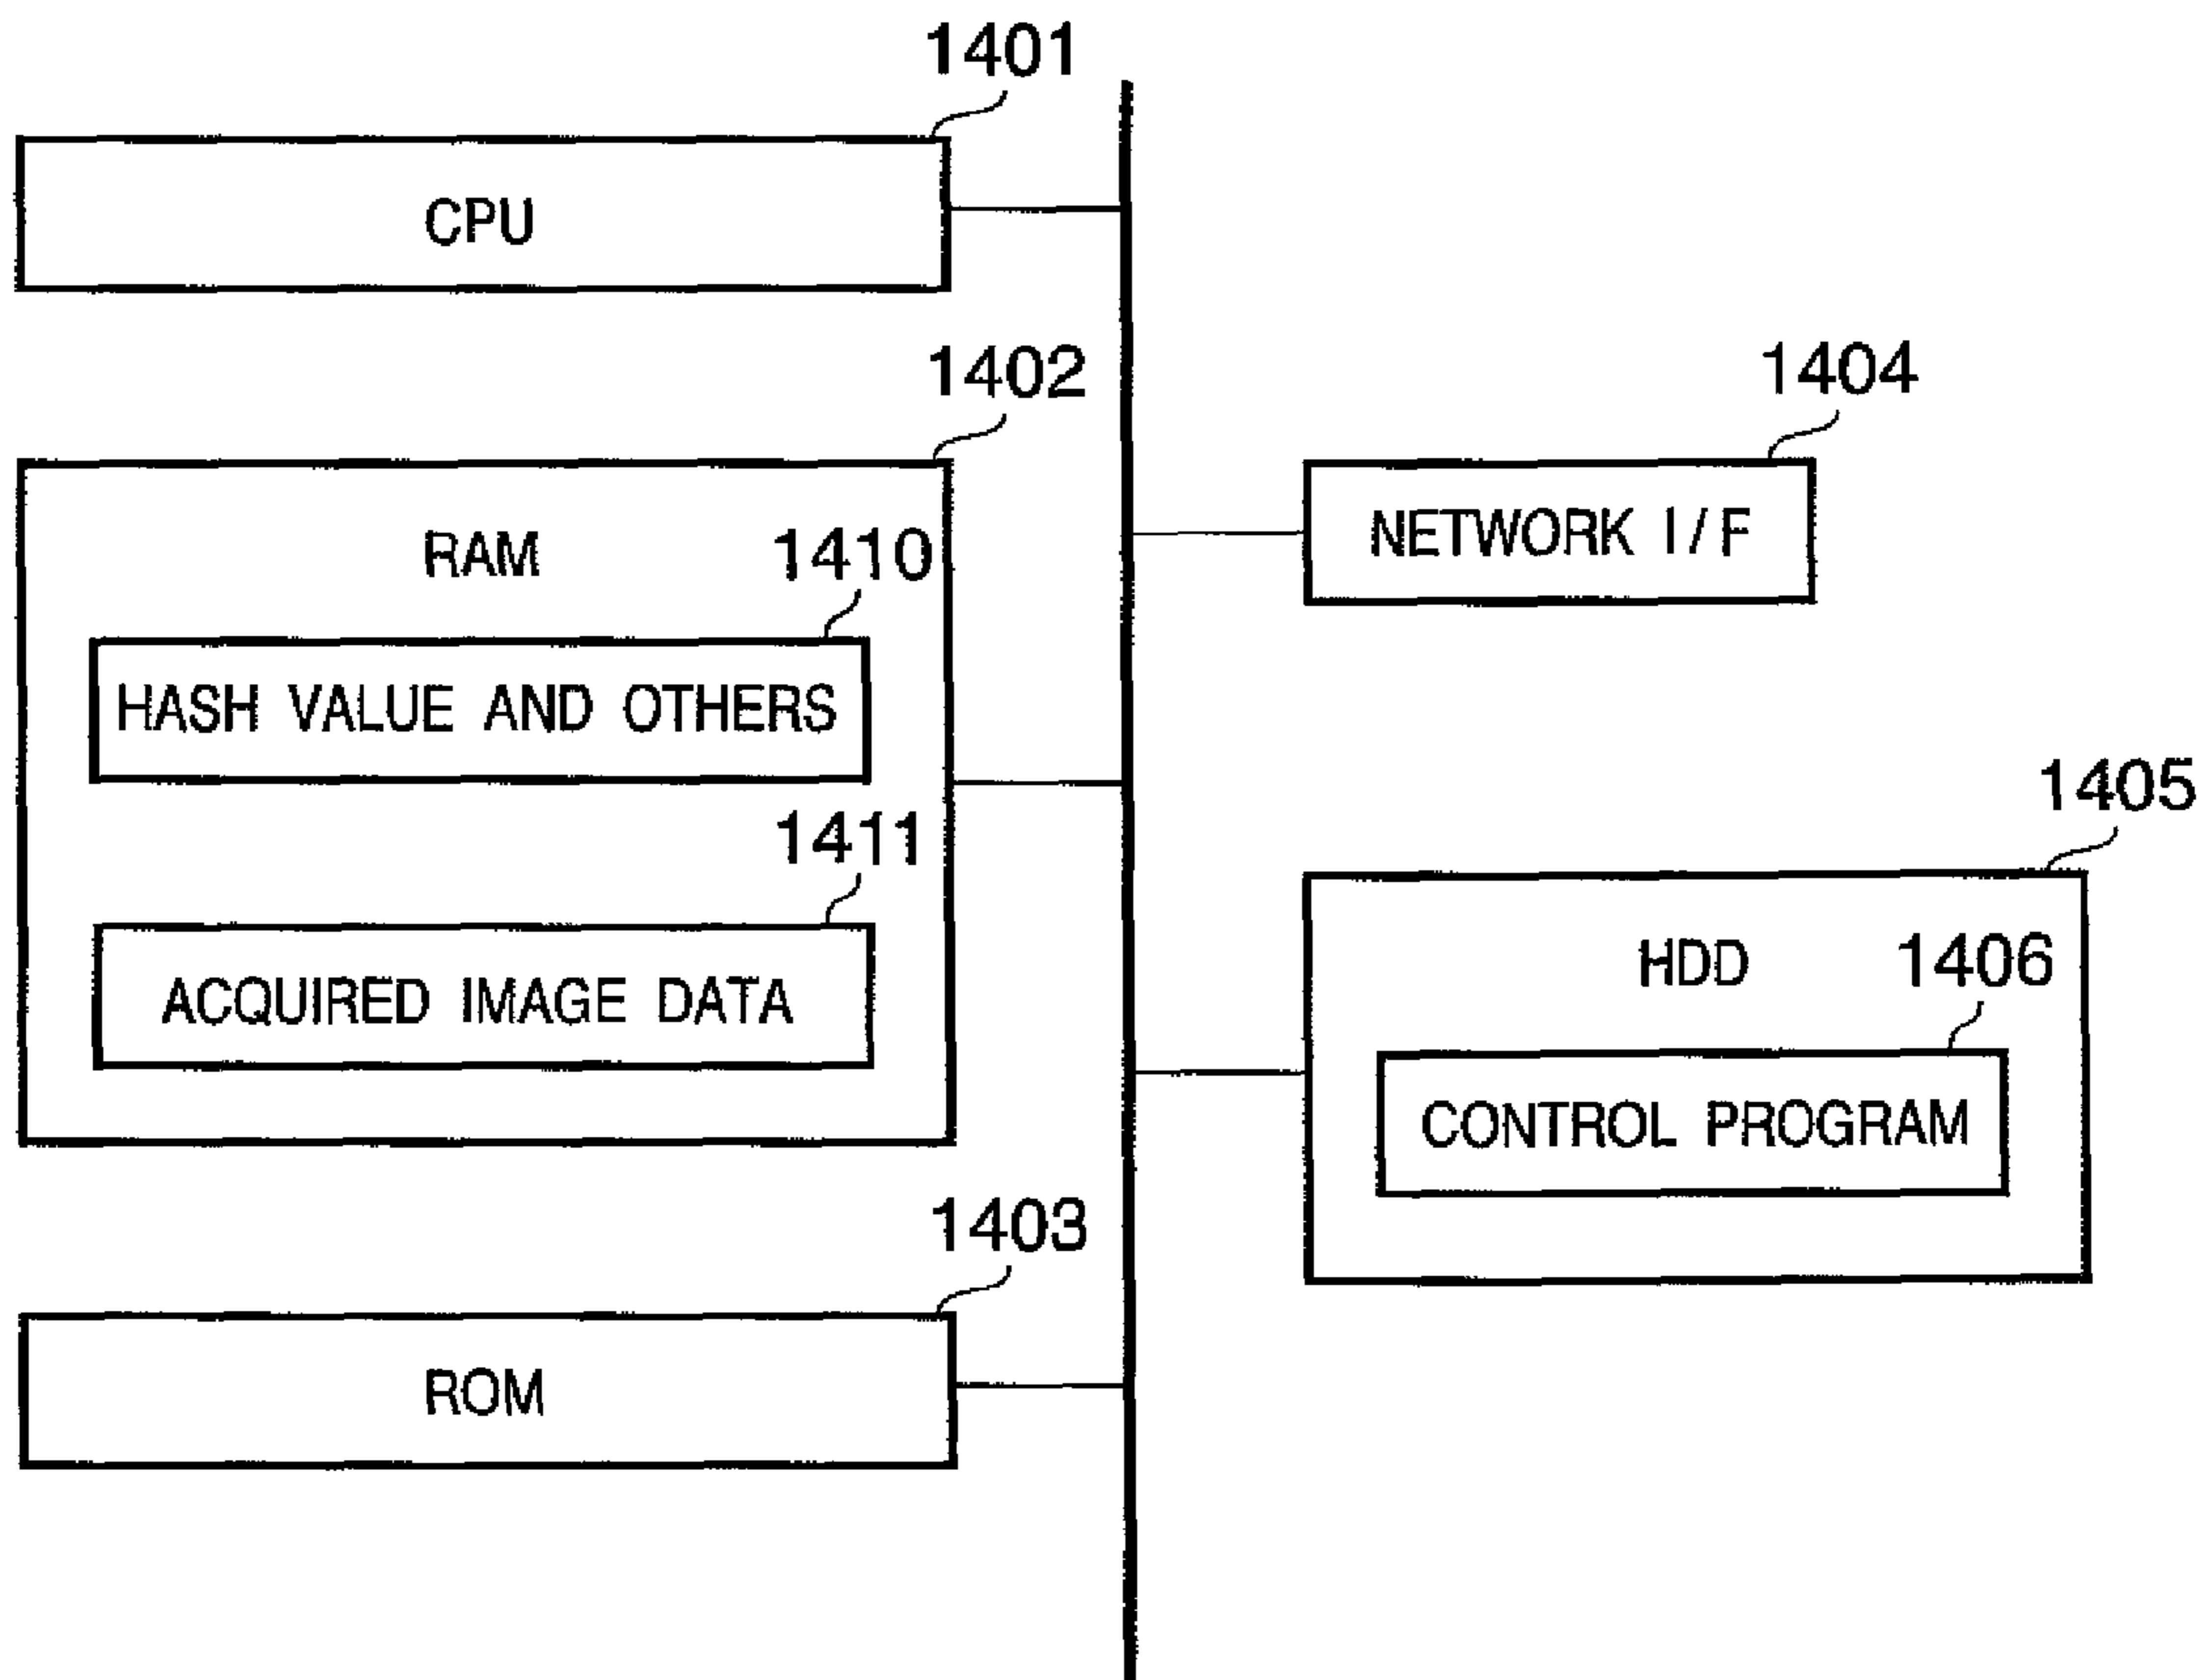 1401
CPU
1402
RAM
1410
HASH VALUE AND OTHERS
1411
ACQUIRED IMAGE DATA
1403
ROM
1404
NETWORK I/F
1405
HDD
1406
CONTROL PROGRAM